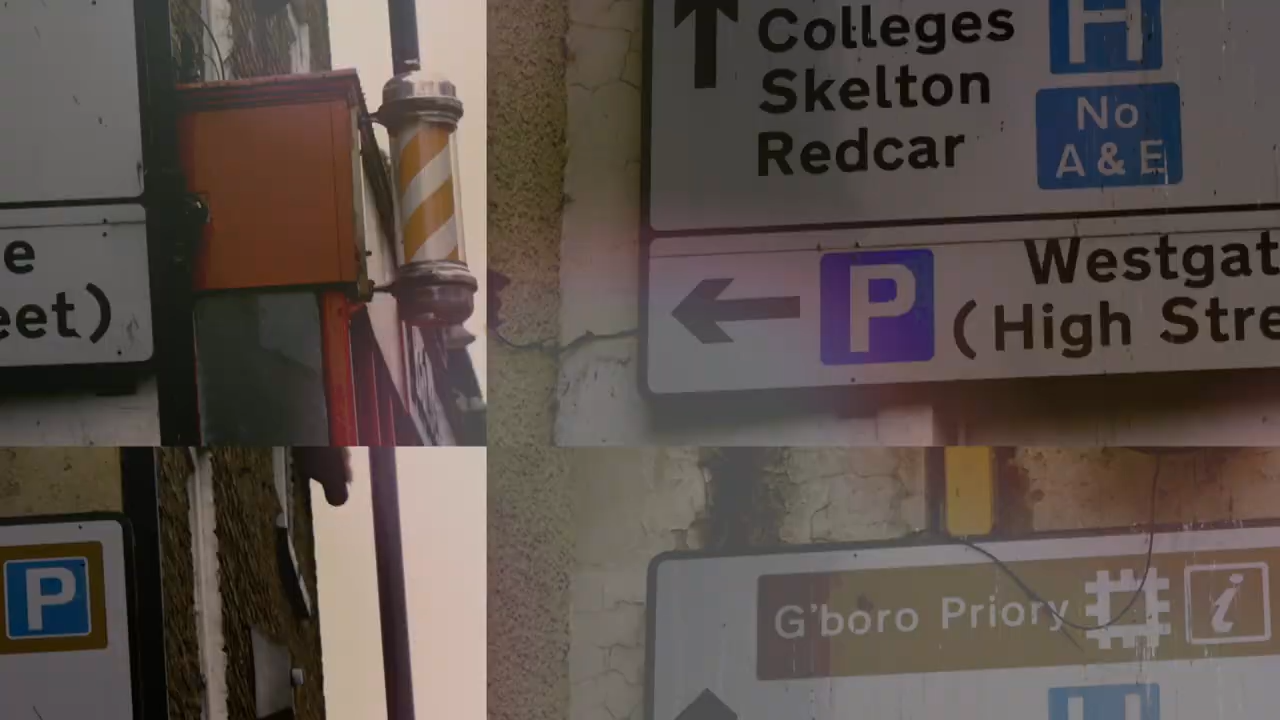 Colleges
Skelton
Redcar
H
No
A & E
e
eet)
P
Westgat
(High Stre
P
G'boro Priory
i
H